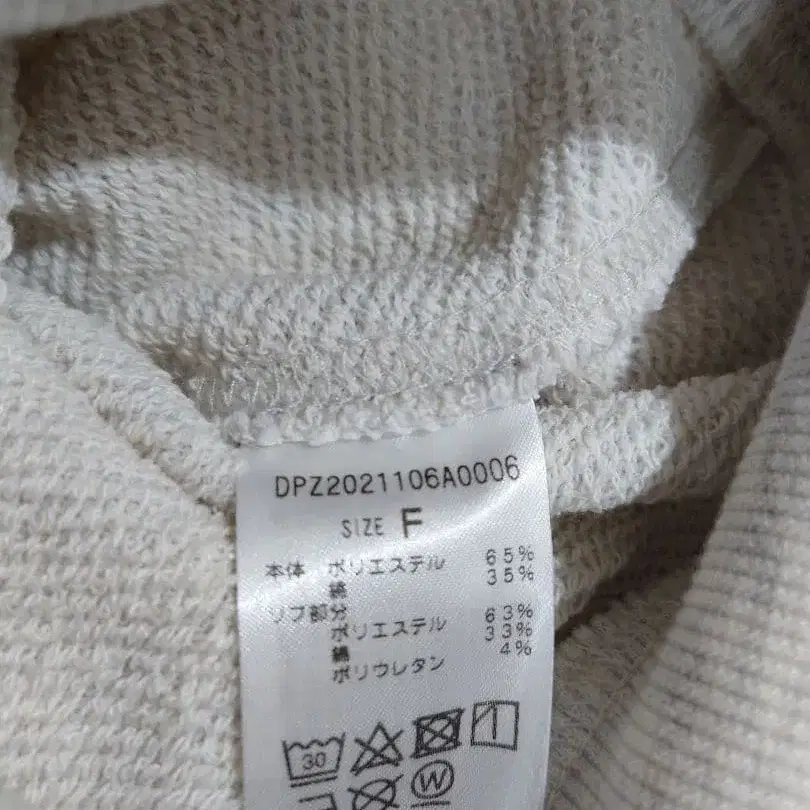 DPZ2021106A0006
SIZE F
本体 ポリエステル 65%
綿 35%
リブ部分
ポリエステル 63%
綿 33%
ポリウレタン 4%
30
W